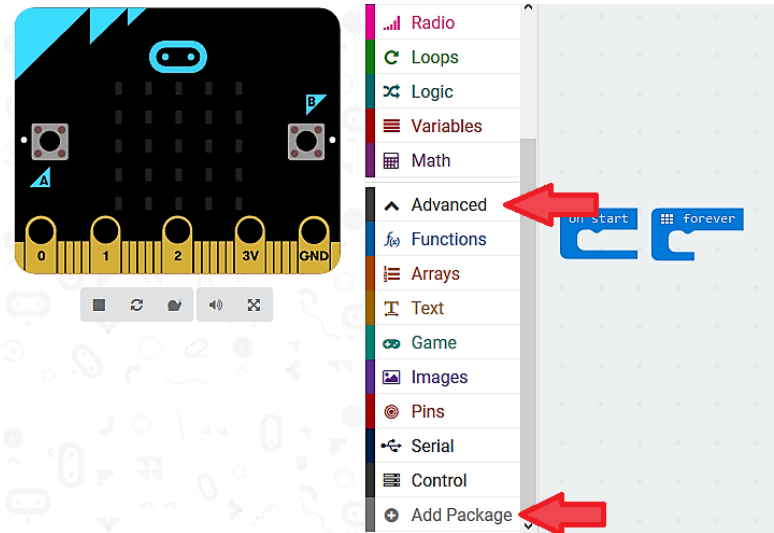 B
A
0
1
2
3V
GND
Radio
Loops
Logic
Variables
Math
Advanced
f(x) Functions
Arrays
Text
Game
Images
Pins
Serial
Control
Add Package
on start
forever